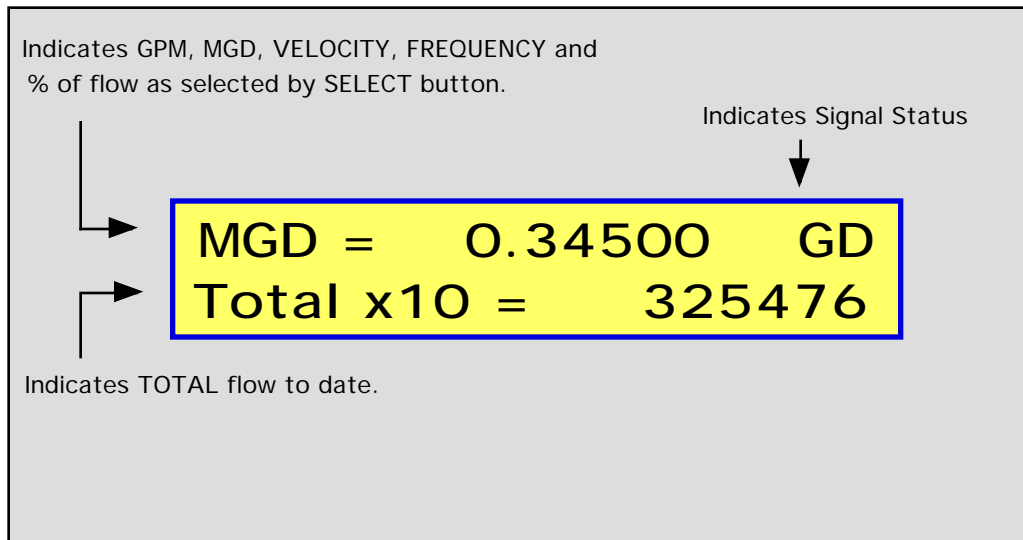 Indicates GPM, MGD, VELOCITY, FREQUENCY and
% of flow as selected by SELECT button.
Indicates Signal Status
MGD = 0.34500 GD
Total x10 = 325476
Indicates TOTAL flow to date.